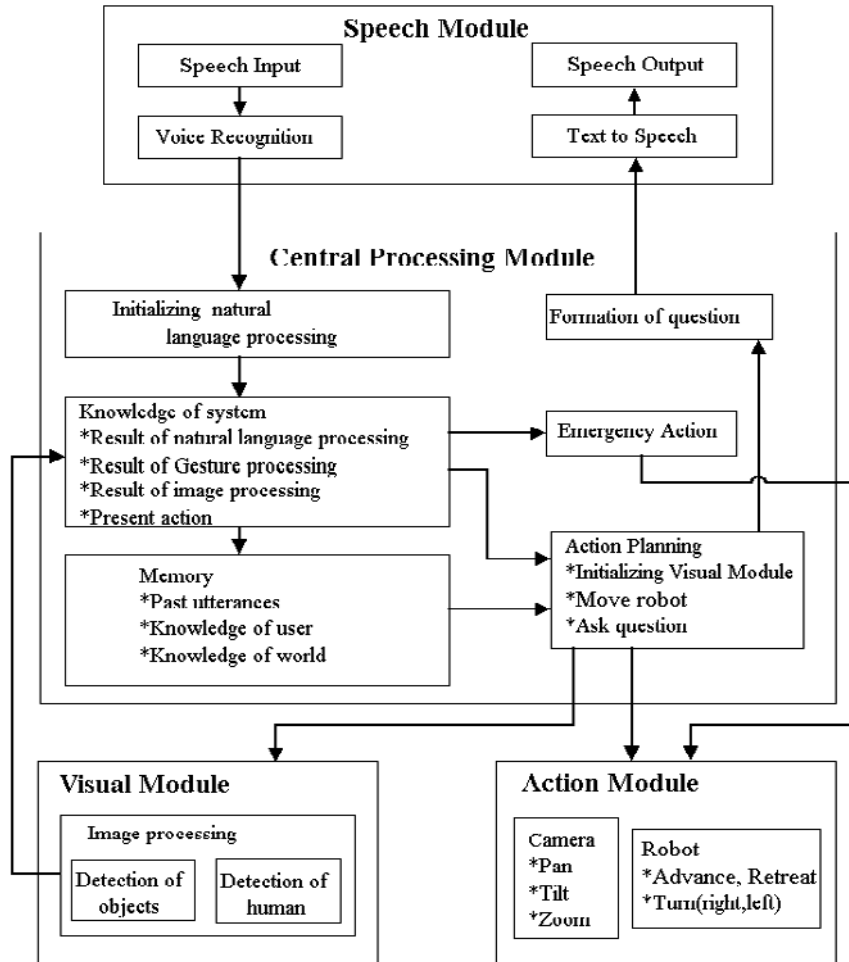 Speech Module
Speech Input
Speech Output
Voice Recognition
Text to Speech
Central Processing Module
Initializing natural
language processing
Formation of question
Knowledge of system
*Result of natural language processing
*Result of Gesture processing
*Result of image processing
*Present action
Emergency Action
Memory
*Past utterances
*Knowledge of user
*Knowledge of world
Action Planning
*Initializing Visual Module
*Move robot
*Ask question
Visual Module
Image processing
Detection of
objects
Detection of
human
Action Module
Camera
*Pan
*Tilt
*Zoom
Robot
*Advance, Retreat
*Turn(right,left)